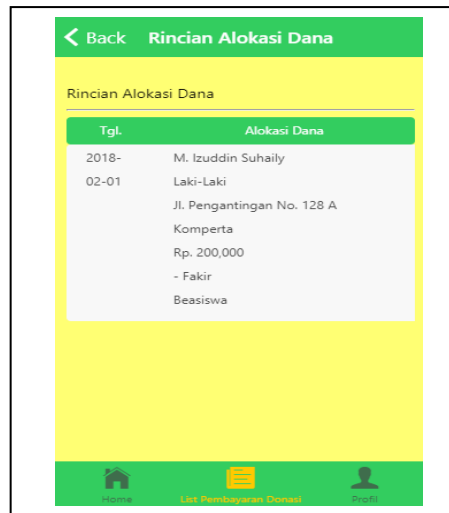 Back Rincian Alokasi Dana
Rincian Alokasi Dana
Tgl. Alokasi Dana
2018- M. Izuddin Suhaily
02-01 Laki-Laki
Jl. Pengantingan No. 128 A
Komperta
Rp. 200,000
- Fakir
Beasiswa
Home List Pembayaran Donasi Profil